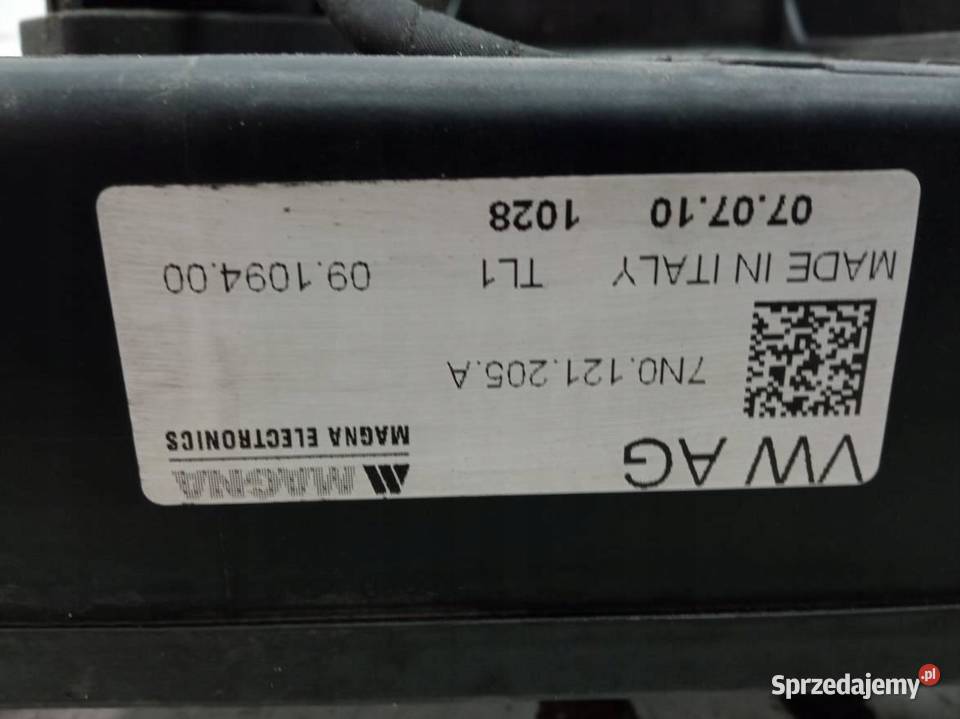 VW AG
MAGNA
MAGNA ELECTRONICS
7N0.121.205.A
MADE IN ITALY TL1 09.1094.00
07.07.10 1028
Sprzedajemy.pl